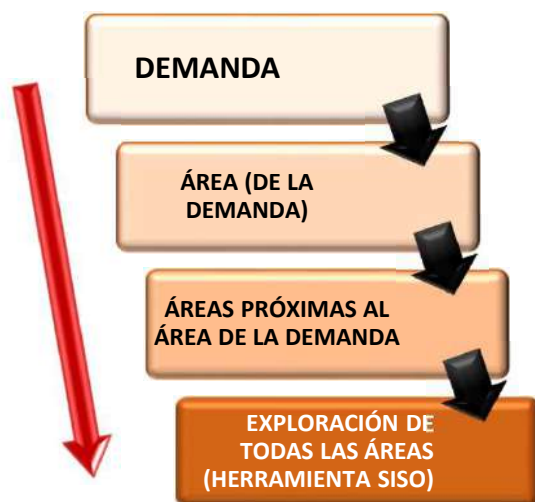 DEMANDA
ÁREA (DE LA
DEMANDA)
ÁREAS PRÓXIMAS AL
ÁREA DE LA DEMANDA
EXPLORACIÓN DE
TODAS LAS ÁREAS
(HERRAMIENTA SISO)